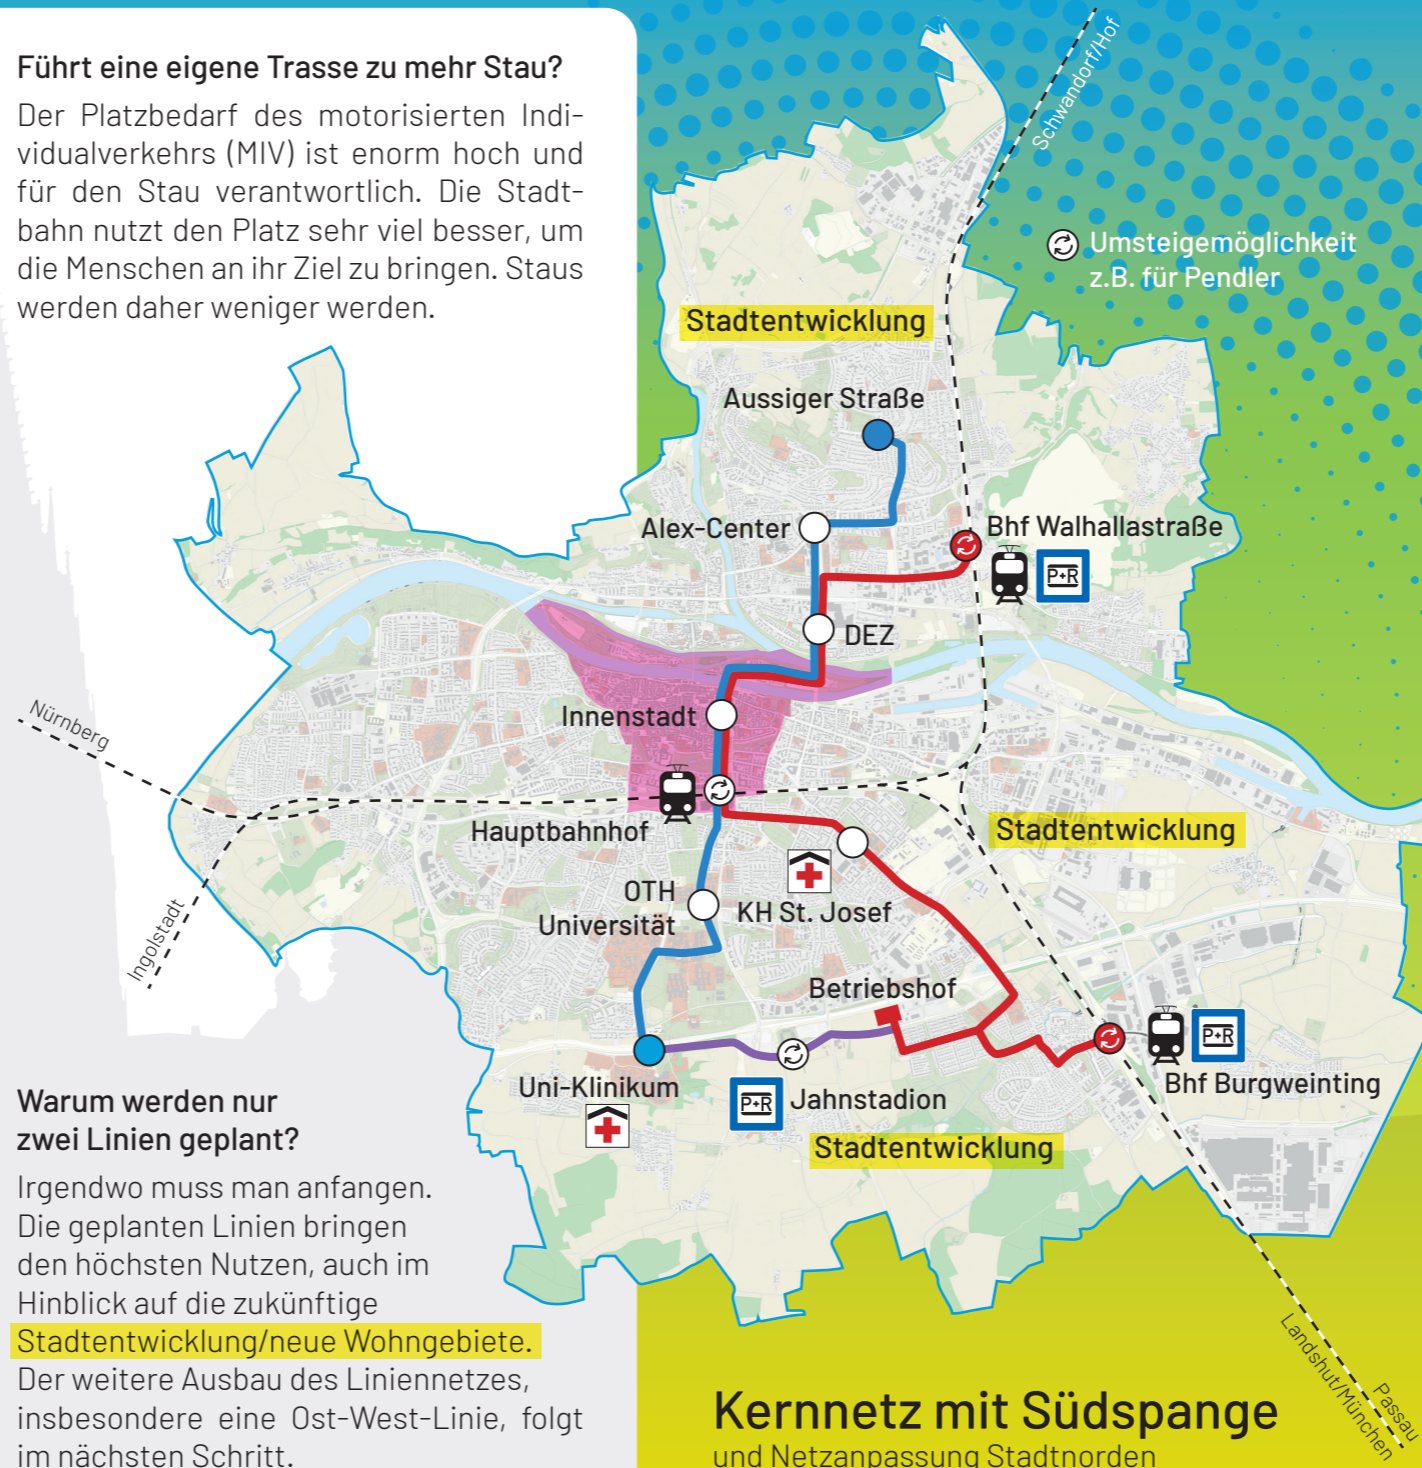 Führt eine eigene Trasse zu mehr Stau?
Der Platzbedarf des motorisierten Indi-
vidualverkehrs (MIV) ist enorm hoch und
für den Stau verantwortlich. Die Stadt-
bahn nutzt den Platz sehr viel besser, um
die Menschen an ihr Ziel zu bringen. Staus
werden daher weniger werden.
Schwandorf/Hof
Umsteigemöglichkeit
z.B. für Pendler
Stadtentwicklung
Aussiger Straße
Alex-Center
Bhf Walhallastraße
P+R
DEZ
Innenstadt
Nürnberg
Hauptbahnhof
Stadtentwicklung
Ingolstadt
OTH
Universität
KH St. Josef
Betriebshof
P+R
Bhf Burgweinting
Uni-Klinikum
P+R
Jahnstadion
Stadtentwicklung
Warum werden nur
zwei Linien geplant?
Irgendwo muss man anfangen.
Die geplanten Linien bringen
den höchsten Nutzen, auch im
Hinblick auf die zukünftige
Stadtentwicklung/neue Wohngebiete.
Der weitere Ausbau des Liniennetzes,
insbesondere eine Ost-West-Linie, folgt
im nächsten Schritt.
Landshut/München
Passau
Kernnetz mit Südspange
und Netzanpassung Stadtnorden